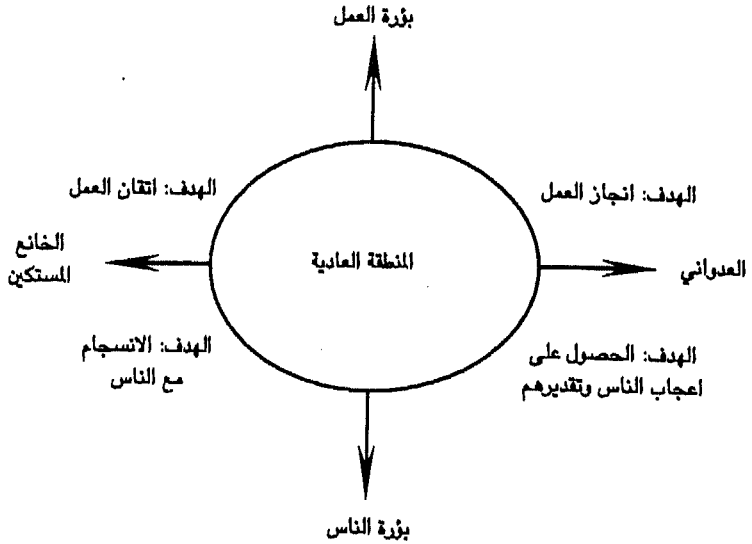 بؤرة العمل
الهدف: انجاز العمل
الهدف: اتقان العمل
العدواني
المنطقة العادية
الخانع
المستكين
الهدف: الحصول على
اعجاب الناس وتقديرهم
الهدف: الانسجام
مع الناس
بؤرة الناس